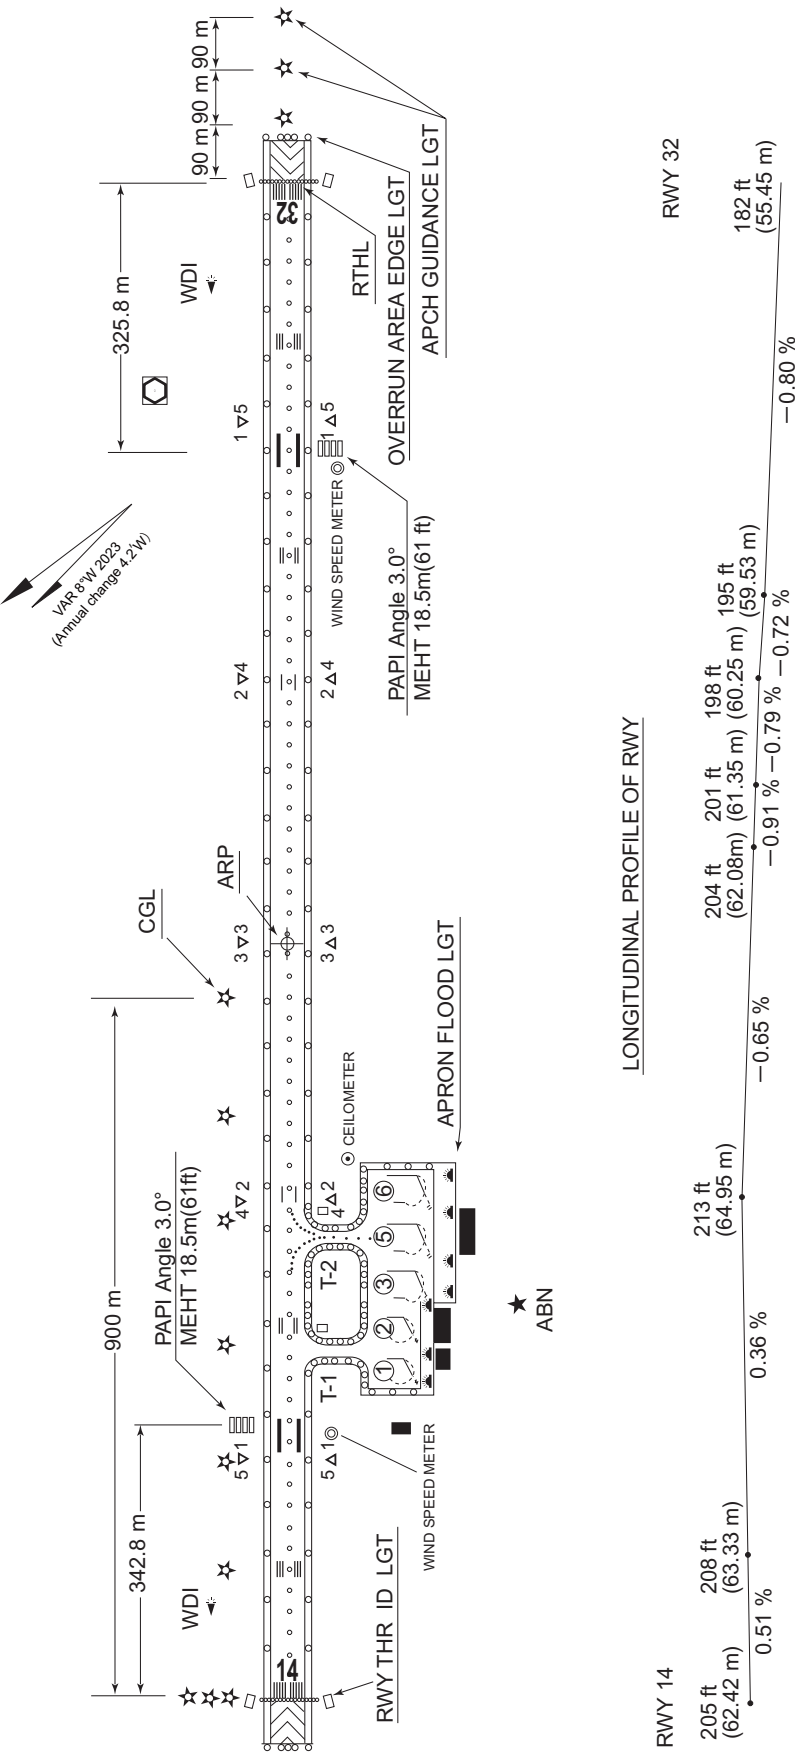 90 m
90 m
90 m
325.8 m
WDI
RTHL
OVERRUN AREA EDGE LGT
APCH GUIDANCE LGT
32
1 5
1 5
WIND SPEED METER
PAPI Angle 3.0°
MEHT 18.5m(61 ft)
VAR 8°W 2023
(Annual change 4.2'W)
2 4
2 4
ARP
CGL
3 3
3 3
CEILOMETER
APRON FLOOD LGT
900 m
PAPI Angle 3.0°
MEHT 18.5m(61ft)
4 2
4 2
T-2
T-1
6
5
3
2
1
ABN
342.8 m
5 1
5 1
WIND SPEED METER
WDI
14
RWY THR ID LGT
LONGITUDINAL PROFILE OF RWY
RWY 14
205 ft
(62.42 m)
0.51 %
208 ft
(63.33 m)
0.36 %
213 ft
(64.95 m)
−0.65 %
204 ft
(62.08m)
−0.91 %
201 ft
(61.35 m)
−0.79 %
198 ft
(60.25 m)
−0.72 %
195 ft
(59.53 m)
−0.80 %
182 ft
(55.45 m)
RWY 32